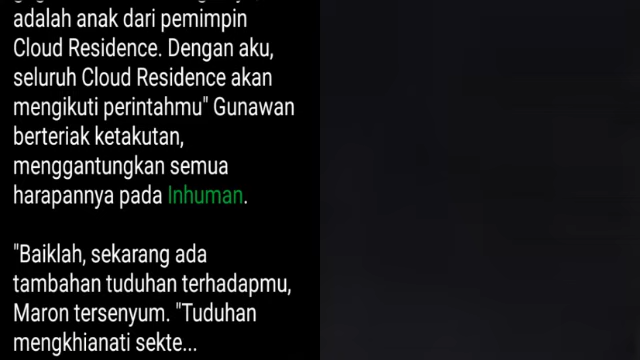 adalah anak dari pemimpin
Cloud Residence. Dengan aku,
seluruh Cloud Residence akan
mengikuti perintahmu" Gunawan
berteriak ketakutan,
menggantungkan semua
harapannya pada Inhuman.
"Baiklah, sekarang ada
tambahan tuduhan terhadapmu,
Maron tersenyum. "Tuduhan
mengkhianati sekte...